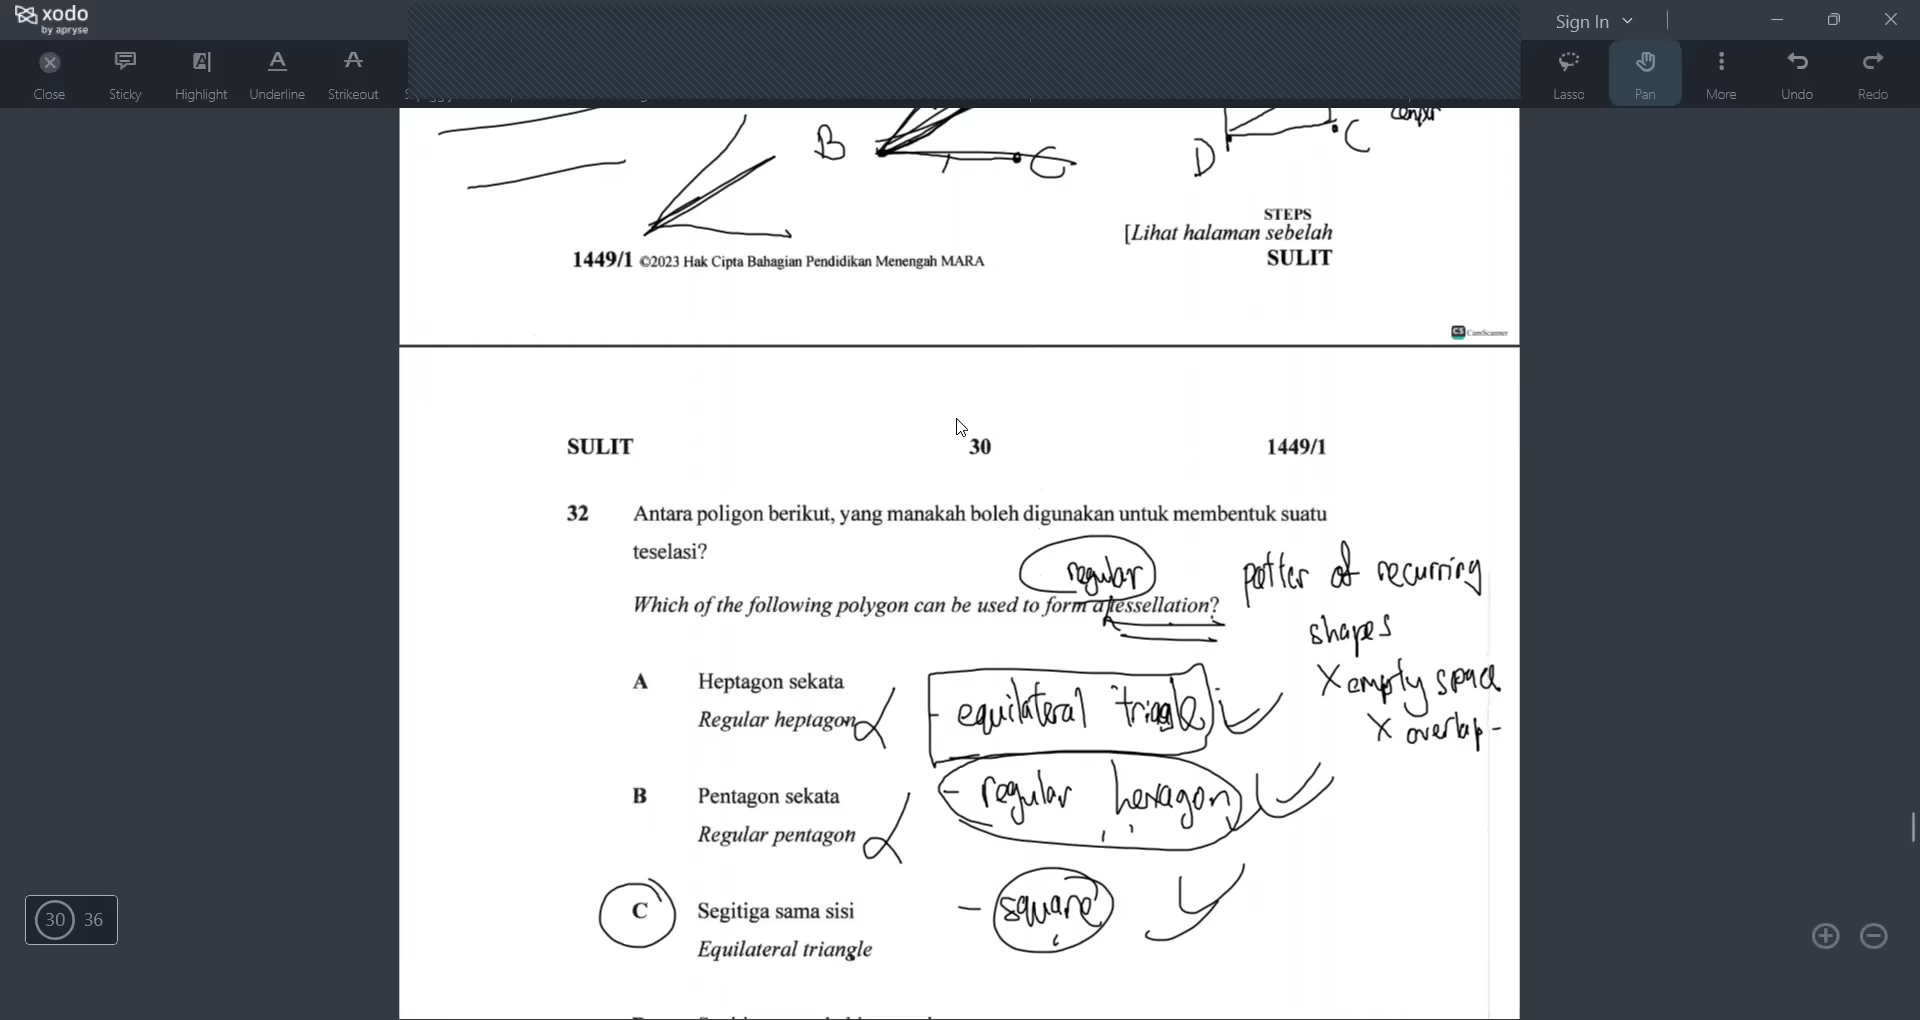 xodo
by apryse
Sign In
Close
Sticky
Highlight
Underline
Strikeout
Lasso
Pan
More
Undo
Redo
B
C
D
C
STEPS
[Lihat halaman sebelah
1449/1 ©2023 Hak Cipta Bahagian Pendidikan Menengah MARA
SULIT
CS CamScanner
SULIT 30 1449/1
32 Antara poligon berikut, yang manakah boleh digunakan untuk membentuk suatu
teselasi?
regular
patter of recurring
Which of the following polygon can be used to form a tessellation?
shapes
A Heptagon sekata
X empty space
Regular heptagon
- equilateral triagle
X overlap -
B Pentagon sekata
- regular hexagon
Regular pentagon
C Segitiga sama sisi
- square
Equilateral triangle
30 36